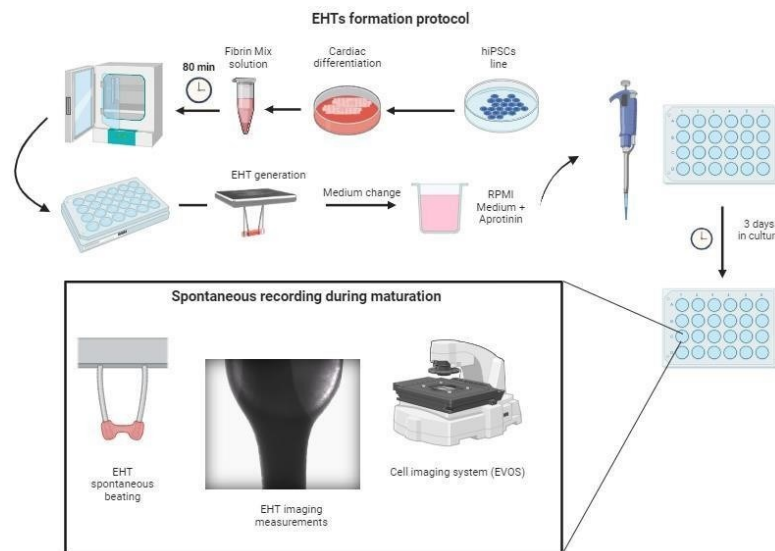 EHTs formation protocol
80 min
Fibrin Mix
solution
Cardiac
differentiation
hiPSCs
line
EHT generation
Medium change
RPMI
Medium +
Aprotinin
3 days
in cultur
Spontaneous recording during maturation
EHT
spontaneous
beating
EHT imaging
measurements
Cell imaging system (EVOS)